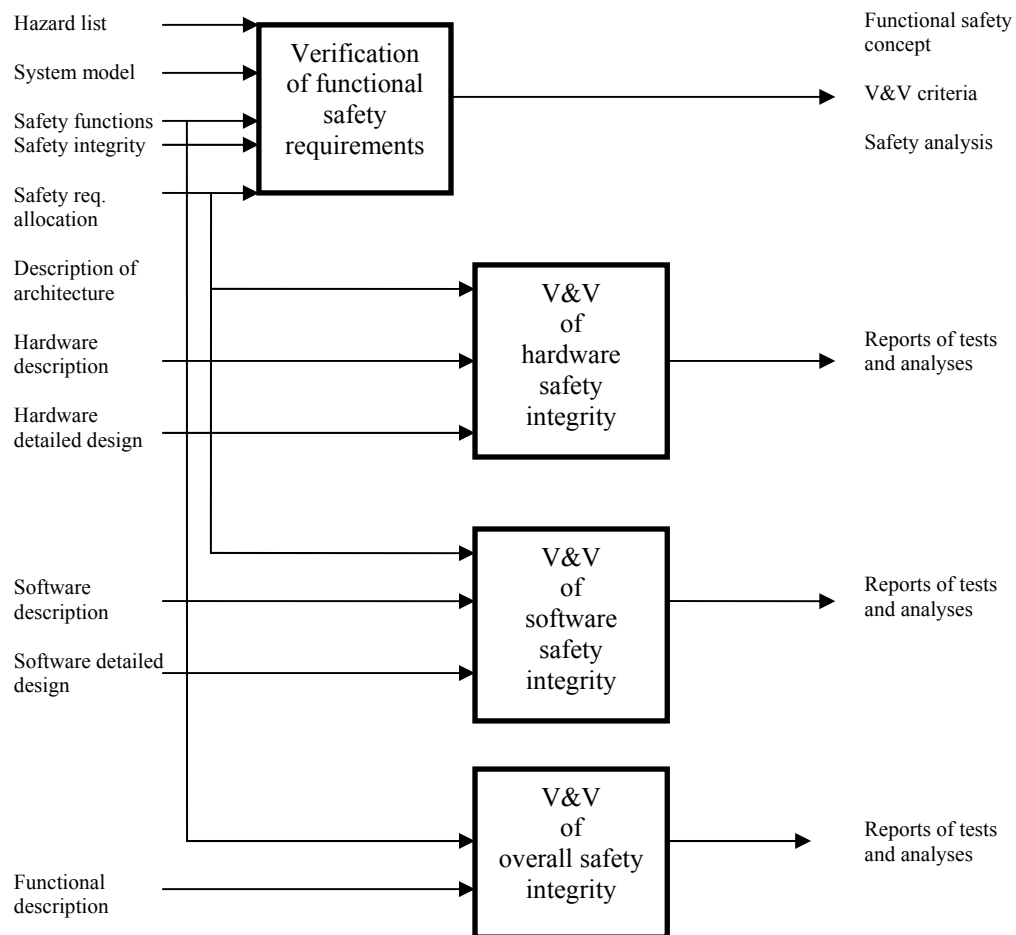 Hazard list
System model
Safety functions
Safety integrity
Safety req.
allocation
Description of
architecture
Hardware
description
Hardware
detailed design
Software
description
Software detailed
design
Functional
description
Verification
of functional
safety
requirements
V&V
of
hardware
safety
integrity
V&V
of
software
safety
integrity
V&V
of
overall safety
integrity
Functional safety
concept
V&V criteria
Safety analysis
Reports of tests
and analyses
Reports of tests
and analyses
Reports of tests
and analyses